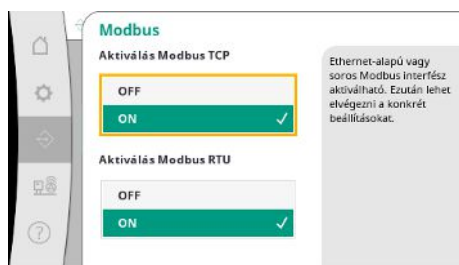 Modbus
Aktiválás Modbus TCP
OFF
ON
Aktiválás Modbus RTU
OFF
ON
Ethernet-alapú vagy
soros Modbus interfész
aktiválható. Ezután lehet
elvégezni a konkrét
beállításokat.
?